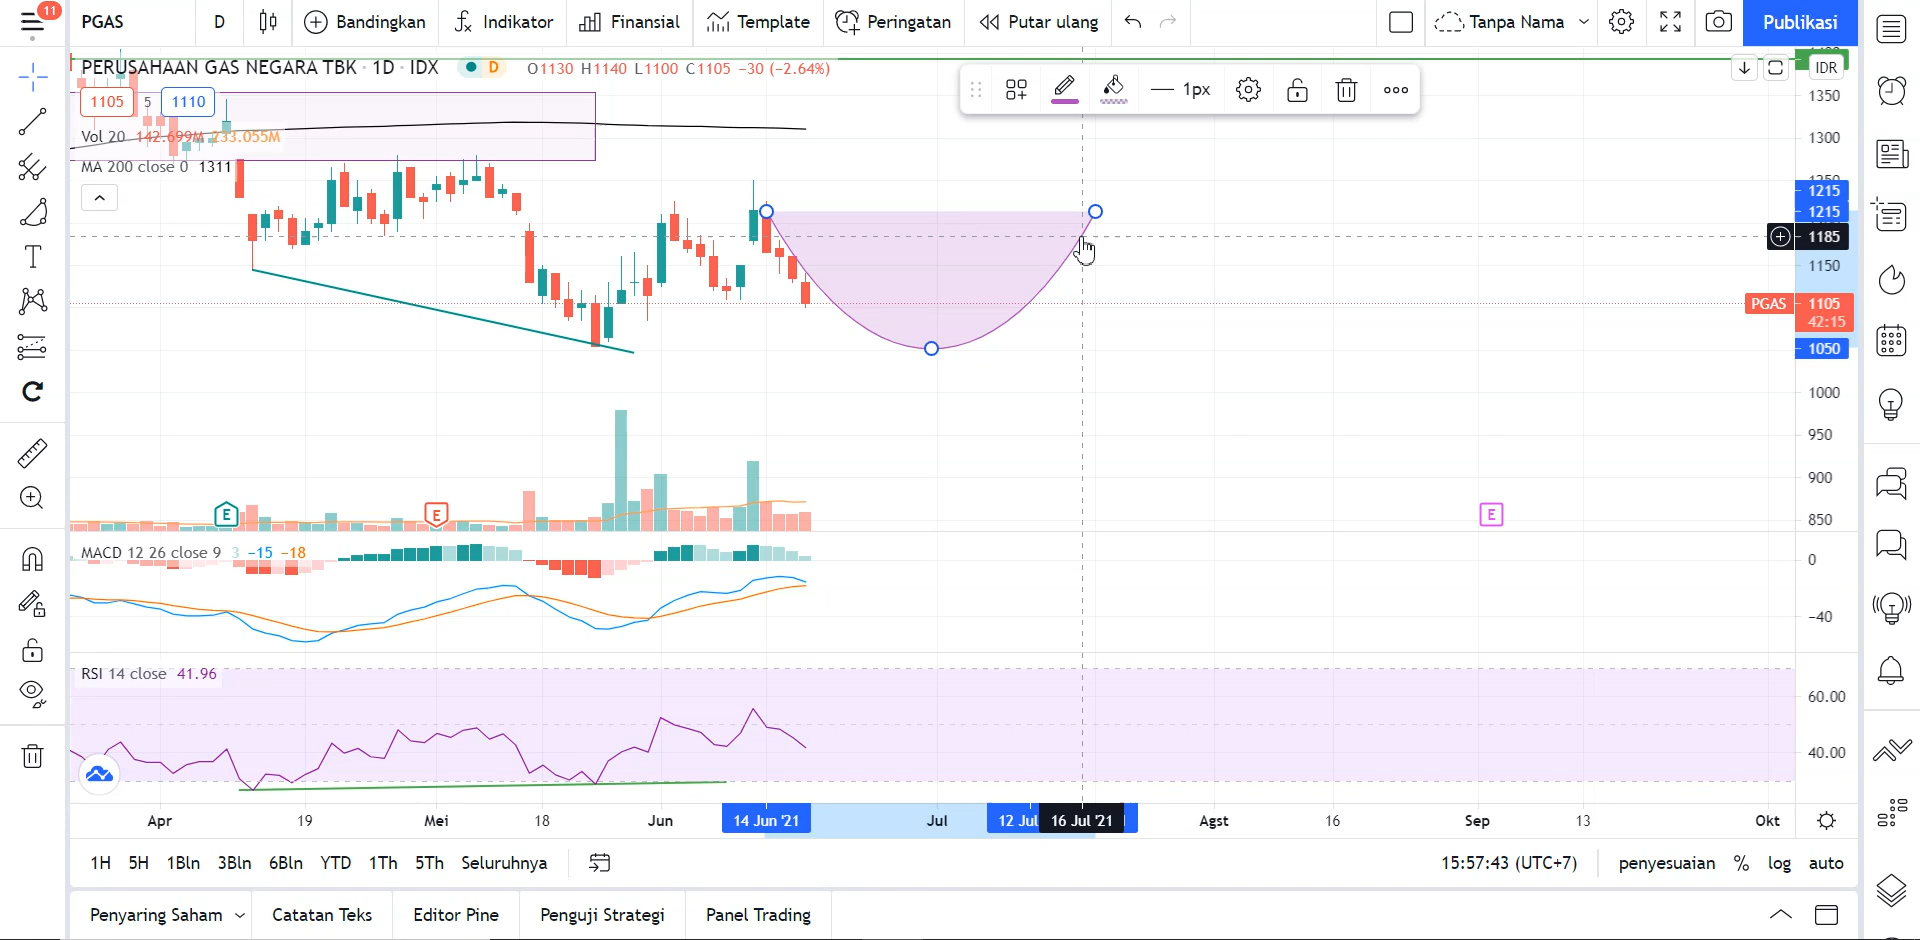 11
PGAS
D
Bandingkan
Indikator
Finansial
Template
Peringatan
Putar ulang
Tanpa Nama
Publikasi
PERUSAHAAN GAS NEGARA TBK · 1D · IDX
D
O1130 H1140 L1100 C1105 −30 (−2.64%)
1105 5 1110
Vol 20 142.699M 233.055M
MA 200 close 0 1311
1px
IDR
1350
1300
1215
1215
1185
1150
PGAS 1105
42:15
1050
1000
950
900
850
E
E
E
MACD 12 26 close 9 3 −15 −18
0
−40
RSI 14 close 41.96
60.00
40.00
Apr
19
Mei
18
Jun
14 Jun '21
Jul
12 Jul
16 Jul '21
Agst
16
Sep
13
Okt
1H 5H 1Bln 3Bln 6Bln YTD 1Th 5Th Seluruhnya
15:57:43 (UTC+7)
penyesuaian % log auto
Penyaring Saham
Catatan Teks
Editor Pine
Penguji Strategi
Panel Trading